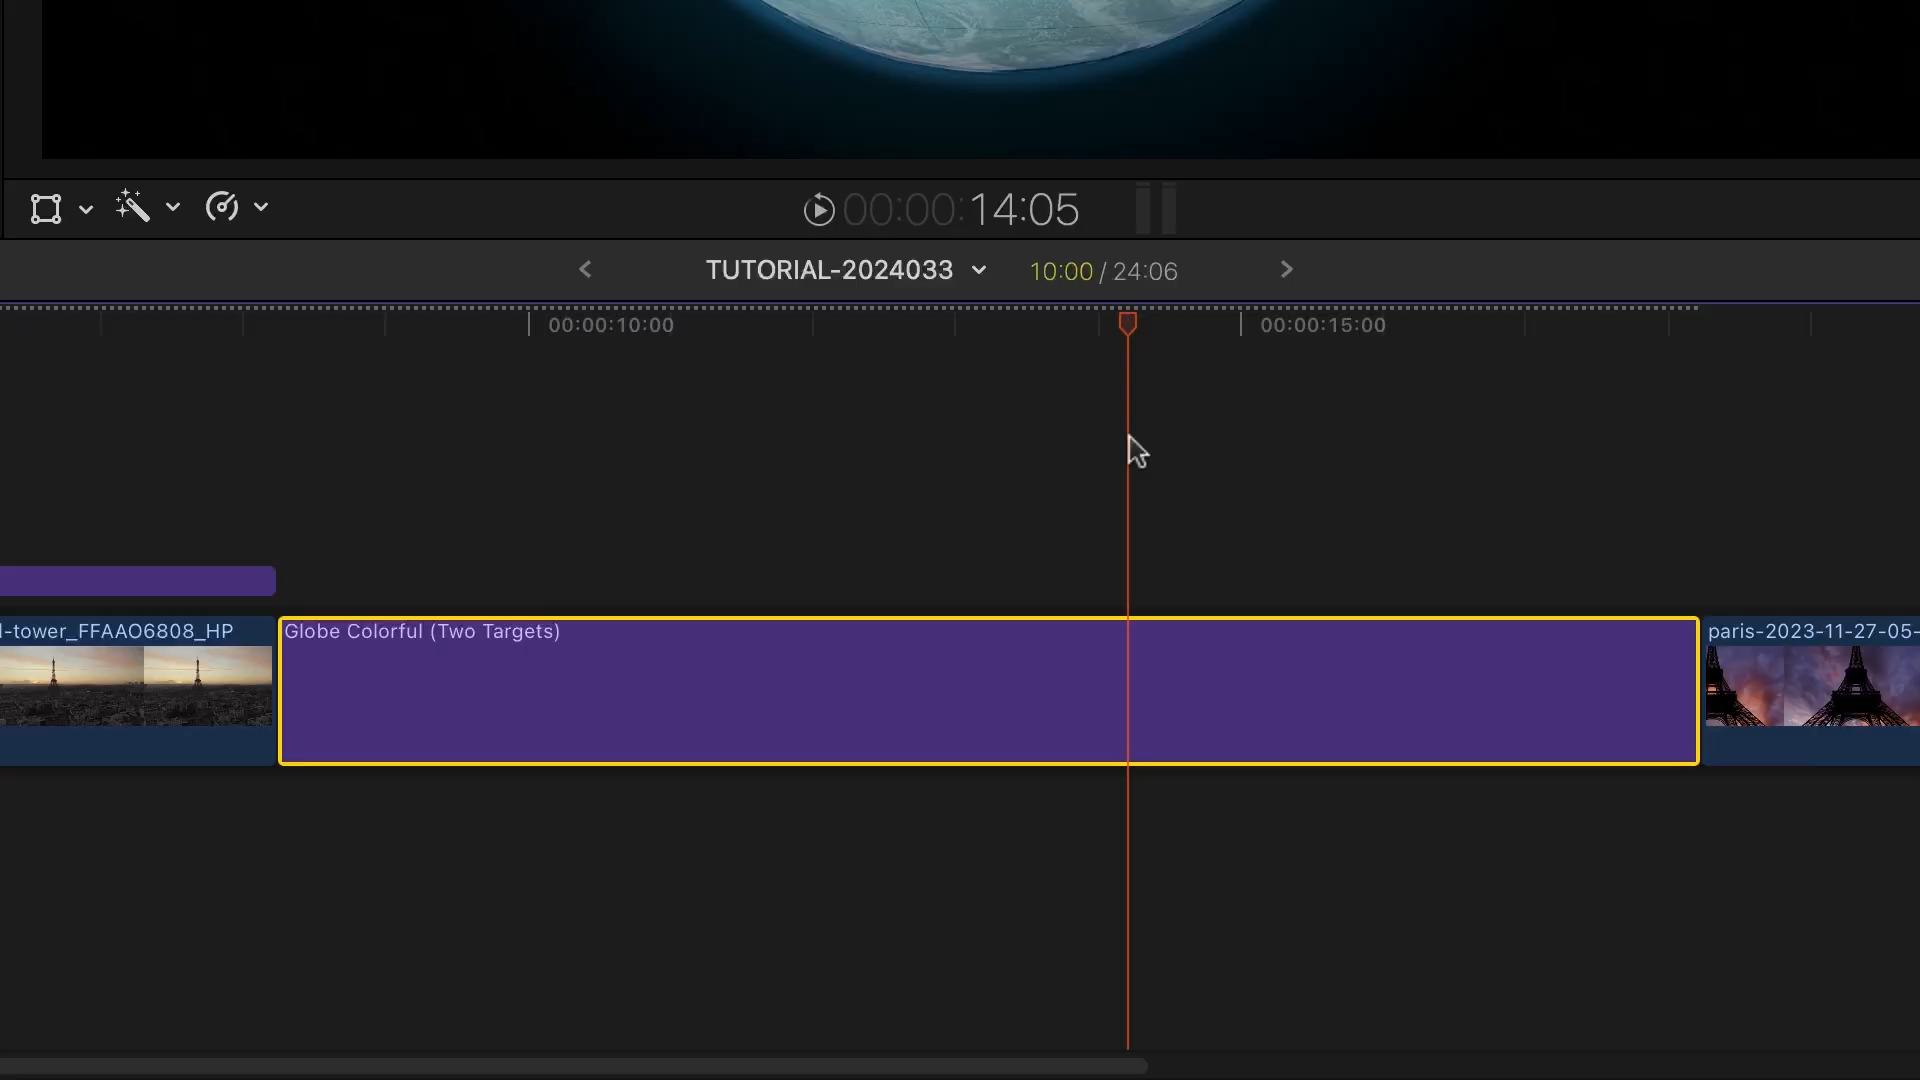 00:00:14:05
TUTORIAL-2024033 10:00 / 24:06
00:00:10:00 00:00:15:00
l-tower_FFAAO6808_HP Globe Colorful (Two Targets) paris-2023-11-27-05-